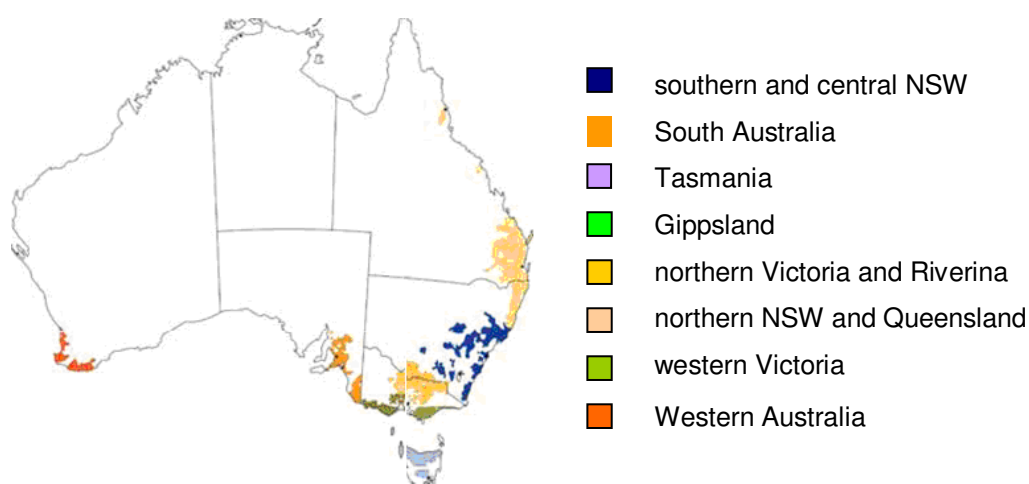 southern and central NSW
South Australia
Tasmania
Gippsland
northern Victoria and Riverina
northern NSW and Queensland
western Victoria
Western Australia